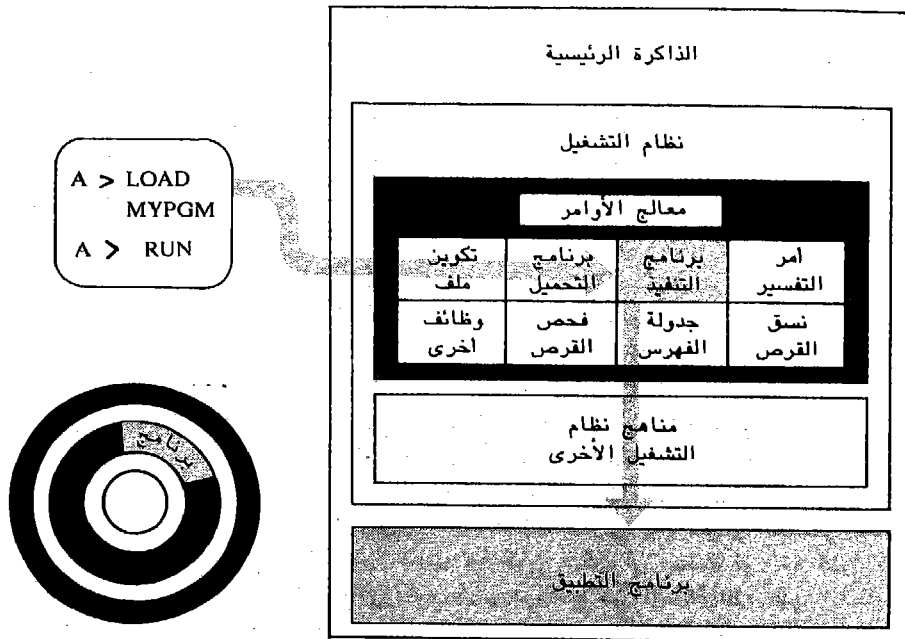 الذاكرة الرئيسية
نظام التشغيل
A > LOAD
MYPGM
A > RUN
معالج الأوامر
أمر
التفسير
برنامج
التنفيذ
برنامج
التحميل
تكوين
ملف
نسق
القرص
جدولة
الفهرس
فحص
القرص
وظائف
أخرى
مناهج نظام
التشغيل الأخرى
برنامج
برنامج التطبيق